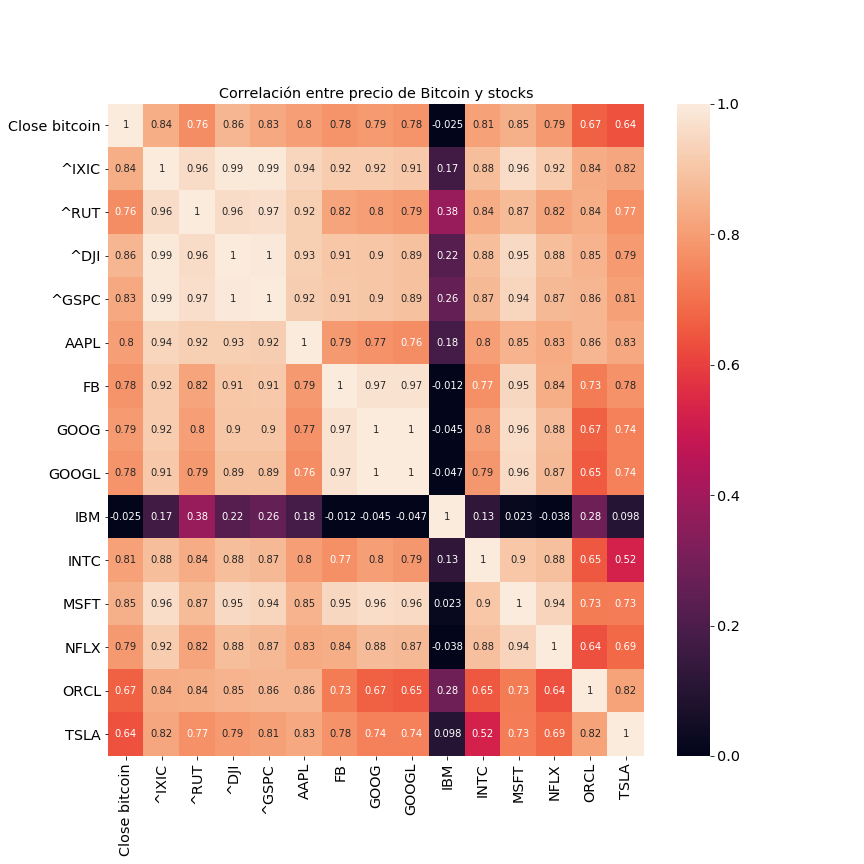 Correlación entre precio de Bitcoin y stocks
Close bitcoin 1 0.84 0.76 0.86 0.83 0.8 0.78 0.79 0.78 -0.025 0.81 0.85 0.79 0.67 0.64
^IXIC 0.84 1 0.96 0.99 0.99 0.94 0.92 0.92 0.91 0.17 0.88 0.96 0.92 0.84 0.82
^RUT 0.76 0.96 1 0.96 0.97 0.92 0.82 0.8 0.79 0.38 0.84 0.87 0.82 0.84 0.77
^DJI 0.86 0.99 0.96 1 1 0.93 0.91 0.9 0.89 0.22 0.88 0.95 0.88 0.85 0.79
^GSPC 0.83 0.99 0.97 1 1 0.92 0.91 0.9 0.89 0.26 0.87 0.94 0.87 0.86 0.81
AAPL 0.8 0.94 0.92 0.93 0.92 1 0.79 0.77 0.76 0.18 0.8 0.85 0.83 0.86 0.83
FB 0.78 0.92 0.82 0.91 0.91 0.79 1 0.97 0.97 -0.012 0.77 0.95 0.84 0.73 0.78
GOOG 0.79 0.92 0.8 0.9 0.9 0.77 0.97 1 1 -0.045 0.8 0.96 0.88 0.67 0.74
GOOGL 0.78 0.91 0.79 0.89 0.89 0.76 0.97 1 1 -0.047 0.79 0.96 0.87 0.65 0.74
IBM -0.025 0.17 0.38 0.22 0.26 0.18 -0.012 -0.045 -0.047 1 0.13 0.023 -0.038 0.28 0.098
INTC 0.81 0.88 0.84 0.88 0.87 0.8 0.77 0.8 0.79 0.13 1 0.9 0.88 0.65 0.52
MSFT 0.85 0.96 0.87 0.95 0.94 0.85 0.95 0.96 0.96 0.023 0.9 1 0.94 0.73 0.73
NFLX 0.79 0.92 0.82 0.88 0.87 0.83 0.84 0.88 0.87 -0.038 0.88 0.94 1 0.64 0.69
ORCL 0.67 0.84 0.84 0.85 0.86 0.86 0.73 0.67 0.65 0.28 0.65 0.73 0.64 1 0.82
TSLA 0.64 0.82 0.77 0.79 0.81 0.83 0.78 0.74 0.74 0.098 0.52 0.73 0.69 0.82 1
Close bitcoin ^IXIC ^RUT ^DJI ^GSPC AAPL FB GOOG GOOGL IBM INTC MSFT NFLX ORCL TSLA
1.0
0.8
0.6
0.4
0.2
0.0